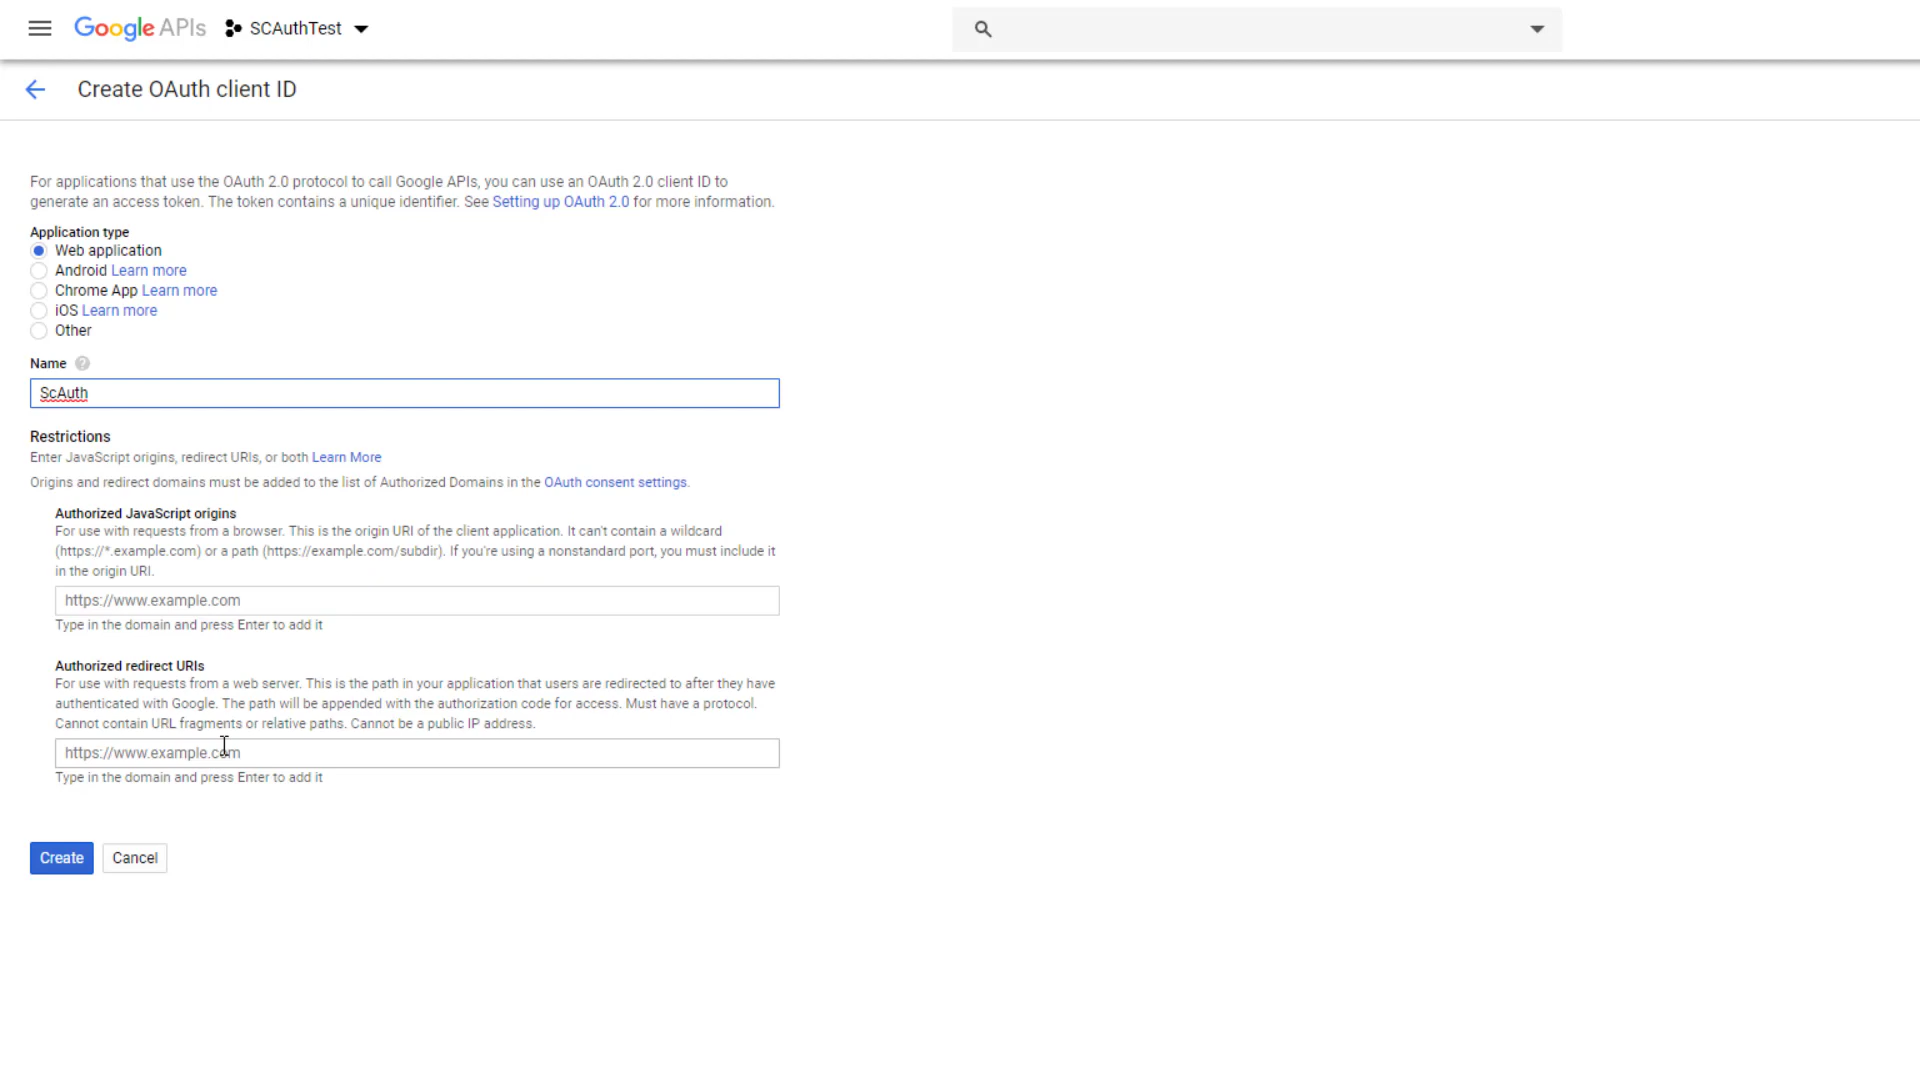 Google APIs SCAuthTest
Create OAuth client ID
For applications that use the OAuth 2.0 protocol to call Google APIs, you can use an OAuth 2.0 client ID to
generate an access token. The token contains a unique identifier. See Setting up OAuth 2.0 for more information.
Application type
Web application
Android Learn more
Chrome App Learn more
iOS Learn more
Other
Name ?
ScAuth
Restrictions
Enter JavaScript origins, redirect URIs, or both Learn More
Origins and redirect domains must be added to the list of Authorized Domains in the OAuth consent settings.
Authorized JavaScript origins
For use with requests from a browser. This is the origin URI of the client application. It can't contain a wildcard
(https://*.example.com) or a path (https://example.com/subdir). If you're using a nonstandard port, you must include it
in the origin URI.
https://www.example.com
Type in the domain and press Enter to add it
Authorized redirect URIs
For use with requests from a web server. This is the path in your application that users are redirected to after they have
authenticated with Google. The path will be appended with the authorization code for access. Must have a protocol.
Cannot contain URL fragments or relative paths. Cannot be a public IP address.
https://www.example.com
Type in the domain and press Enter to add it
Create Cancel